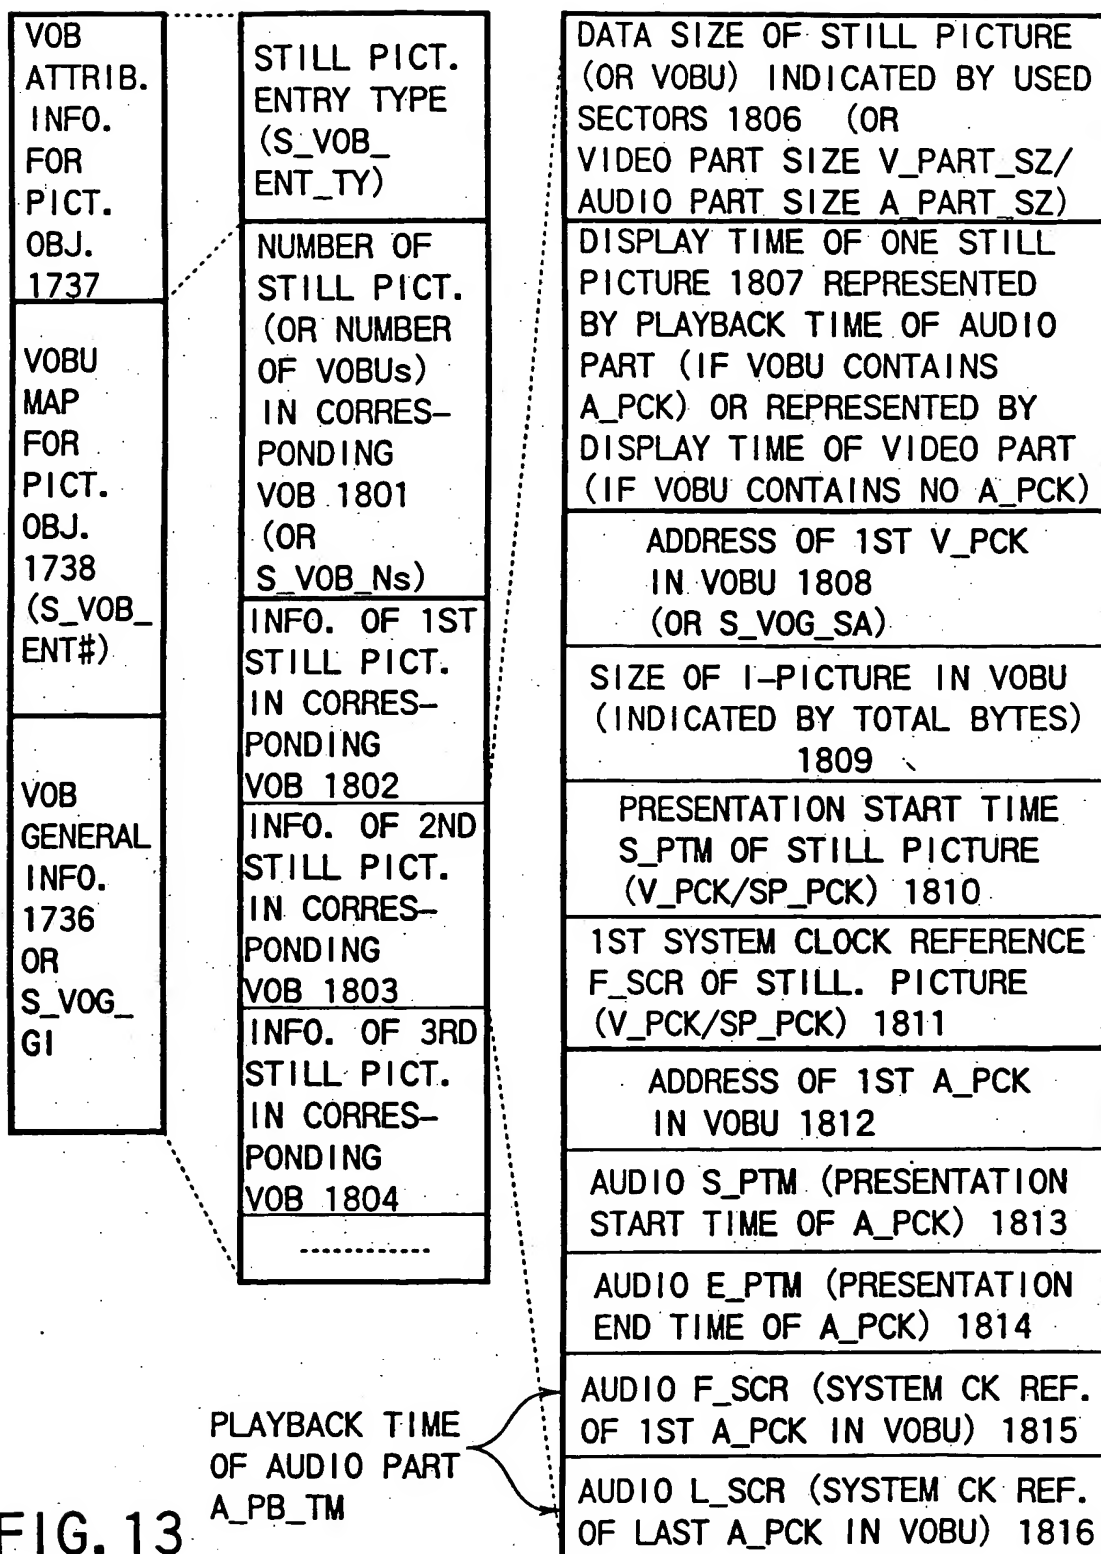 VOB
ATTRIB.
INFO.
FOR
PICT.
OBJ.
1737
VOBU
MAP
FOR
PICT.
OBJ.
1738
(S_VOB_
ENT#)
VOB
GENERAL
INFO.
1736
OR
S_VOG_
GI
STILL PICT.
ENTRY TYPE
(S_VOB_
ENT_TY)
NUMBER OF
STILL PICT.
(OR NUMBER
OF VOBUs)
IN CORRES-
PONDING
VOB 1801
(OR
S_VOB_Ns)
INFO. OF 1ST
STILL PICT.
IN CORRES-
PONDING
VOB 1802
INFO. OF 2ND
STILL PICT.
IN CORRES-
PONDING
VOB 1803
INFO. OF 3RD
STILL PICT.
IN CORRES-
PONDING
VOB 1804
............
DATA SIZE OF STILL PICTURE
(OR VOBU) INDICATED BY USED
SECTORS 1806 (OR
VIDEO PART SIZE V_PART_SZ/
AUDIO PART SIZE A_PART_SZ)
DISPLAY TIME OF ONE STILL
PICTURE 1807 REPRESENTED
BY PLAYBACK TIME OF AUDIO
PART (IF VOBU CONTAINS
A_PCK) OR REPRESENTED BY
DISPLAY TIME OF VIDEO PART
(IF VOBU CONTAINS NO A_PCK)
ADDRESS OF 1ST V_PCK
IN VOBU 1808
(OR S_VOG_SA)
SIZE OF I-PICTURE IN VOBU
(INDICATED BY TOTAL BYTES)
1809
PRESENTATION START TIME
S_PTM OF STILL PICTURE
(V_PCK/SP_PCK) 1810
1ST SYSTEM CLOCK REFERENCE
F_SCR OF STILL. PICTURE
(V_PCK/SP_PCK) 1811
ADDRESS OF 1ST A_PCK
IN VOBU 1812
AUDIO S_PTM (PRESENTATION
START TIME OF A_PCK) 1813
AUDIO E_PTM (PRESENTATION
END TIME OF A_PCK) 1814
AUDIO F_SCR (SYSTEM CK REF.
OF 1ST A_PCK IN VOBU) 1815
AUDIO L_SCR (SYSTEM CK REF.
OF LAST A_PCK IN VOBU) 1816
PLAYBACK TIME
OF AUDIO PART
A_PB_TM
FIG. 13